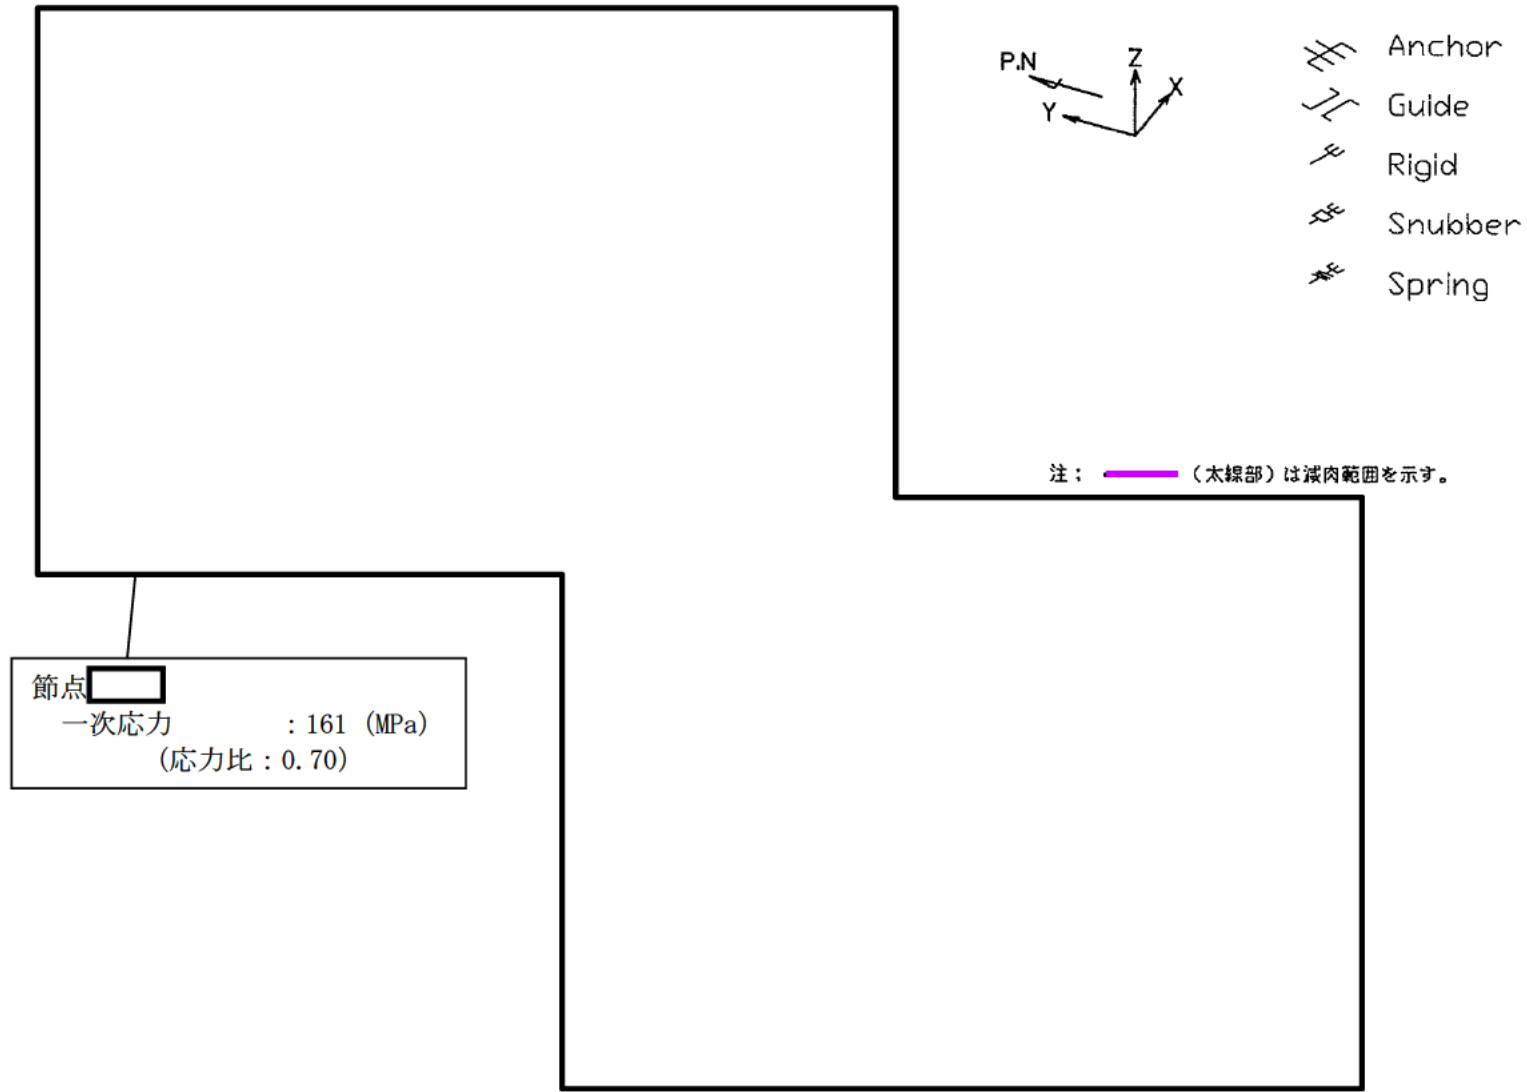 P.N
Z
X
Y
Anchor
Guide
Rigid
Snubber
Spring
注; (太線部)は減肉範囲を示す。
節点
一次応力 : 161 (MPa)
(応力比:0.70)